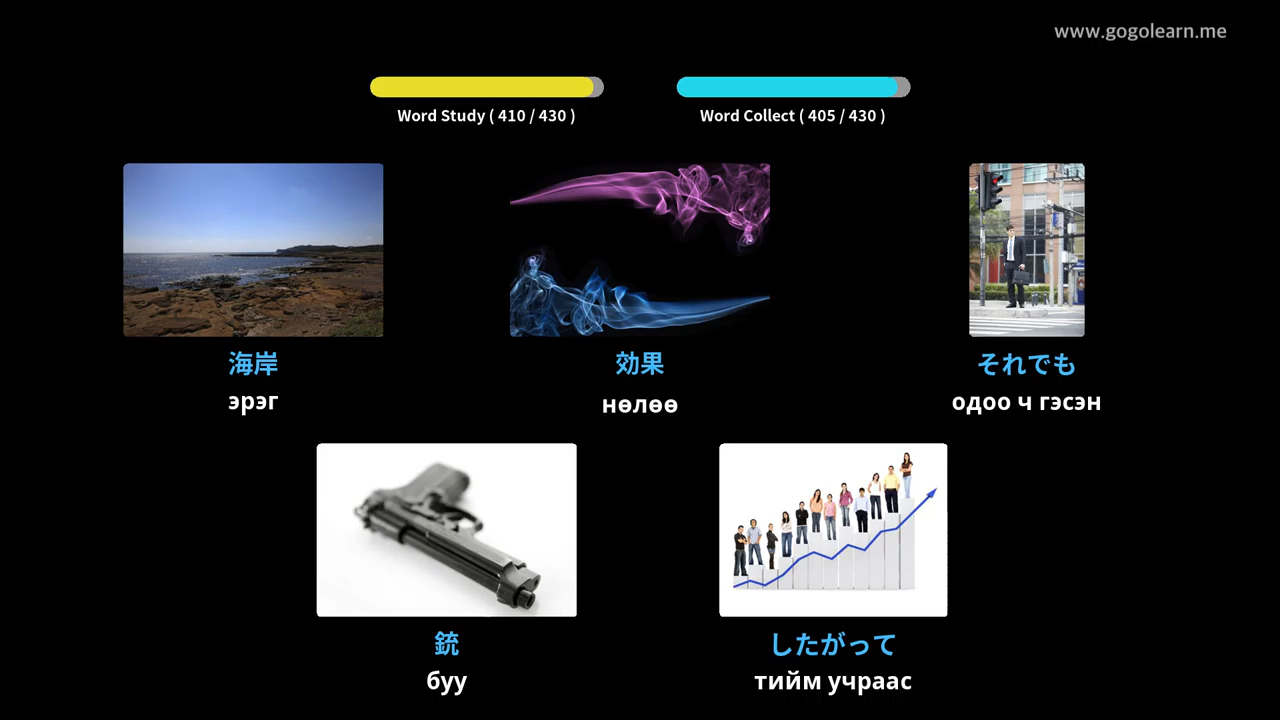 www.gogolearn.me
Word Study ( 410 / 430 )
Word Collect ( 405 / 430 )
海岸
эрэг
効果
нөлөө
それでも
одоо ч гэсэн
銃
буу
したがって
тийм учраас